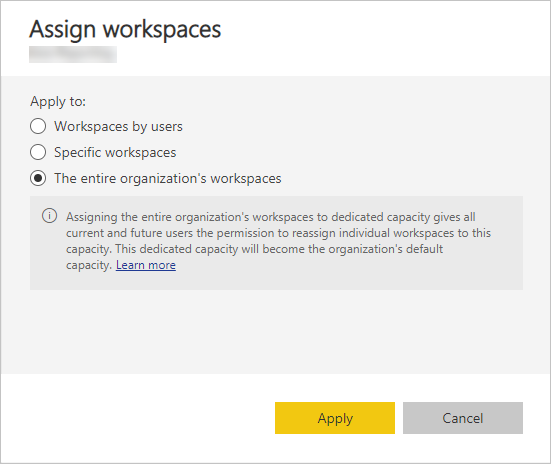 Assign workspaces
Apply to:
Workspaces by users
Specific workspaces
The entire organization's workspaces
Assigning the entire organization's workspaces to dedicated capacity gives all
current and future users the permission to reassign individual workspaces to this
capacity. This dedicated capacity will become the organization's default
capacity. Learn more
Apply Cancel